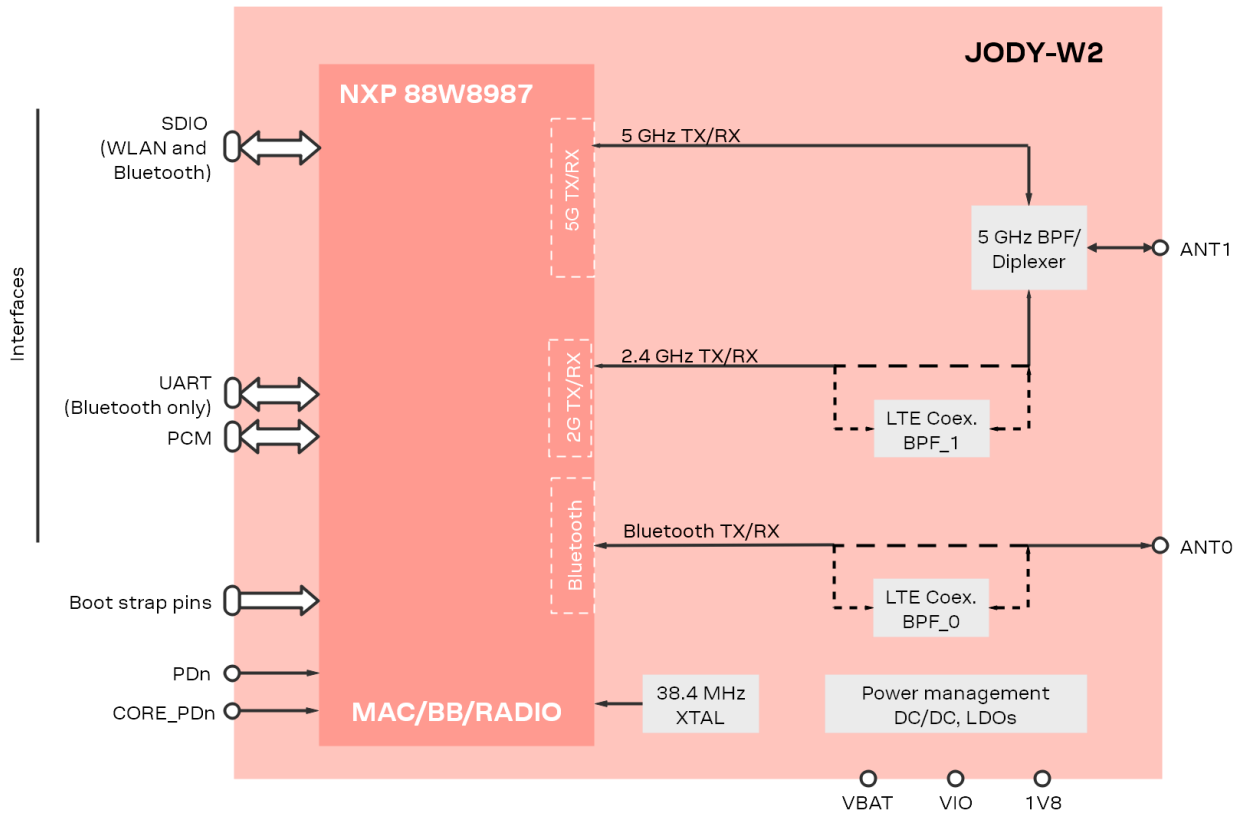 JODY-W2
NXP 88W8987
SDIO
(WLAN and
Bluetooth)
5G TX/RX
5 GHz TX/RX
5 GHz BPF/
Diplexer
ANT1
Interfaces
UART
(Bluetooth only)
PCM
2G TX/RX
2.4 GHz TX/RX
LTE Coex.
BPF_1
Bluetooth
Bluetooth TX/RX
ANT0
LTE Coex.
BPF_0
Boot strap pins
PDn
CORE_PDn
MAC/BB/RADIO
38.4 MHz
XTAL
Power management
DC/DC, LDOs
VBAT
VIO
1V8